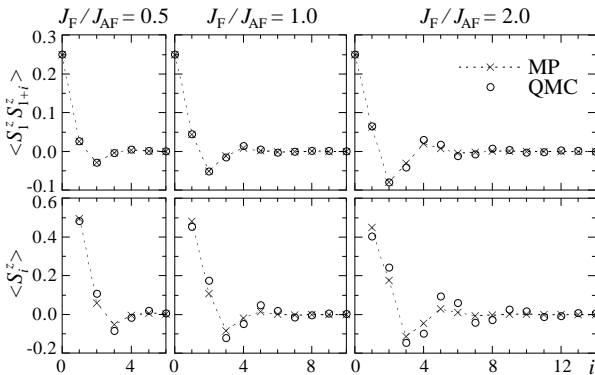 J_F / J_AF = 0.5 J_F / J_AF = 1.0 J_F / J_AF = 2.0
0.3
0.2
0.1
0.0
-0.1
<S_1^z S_{1+i}^z>
MP
QMC
0.6
0.4
0.2
0.0
-0.2
<S_i^z>
0 4 0 4 8 0 4 8 12 i